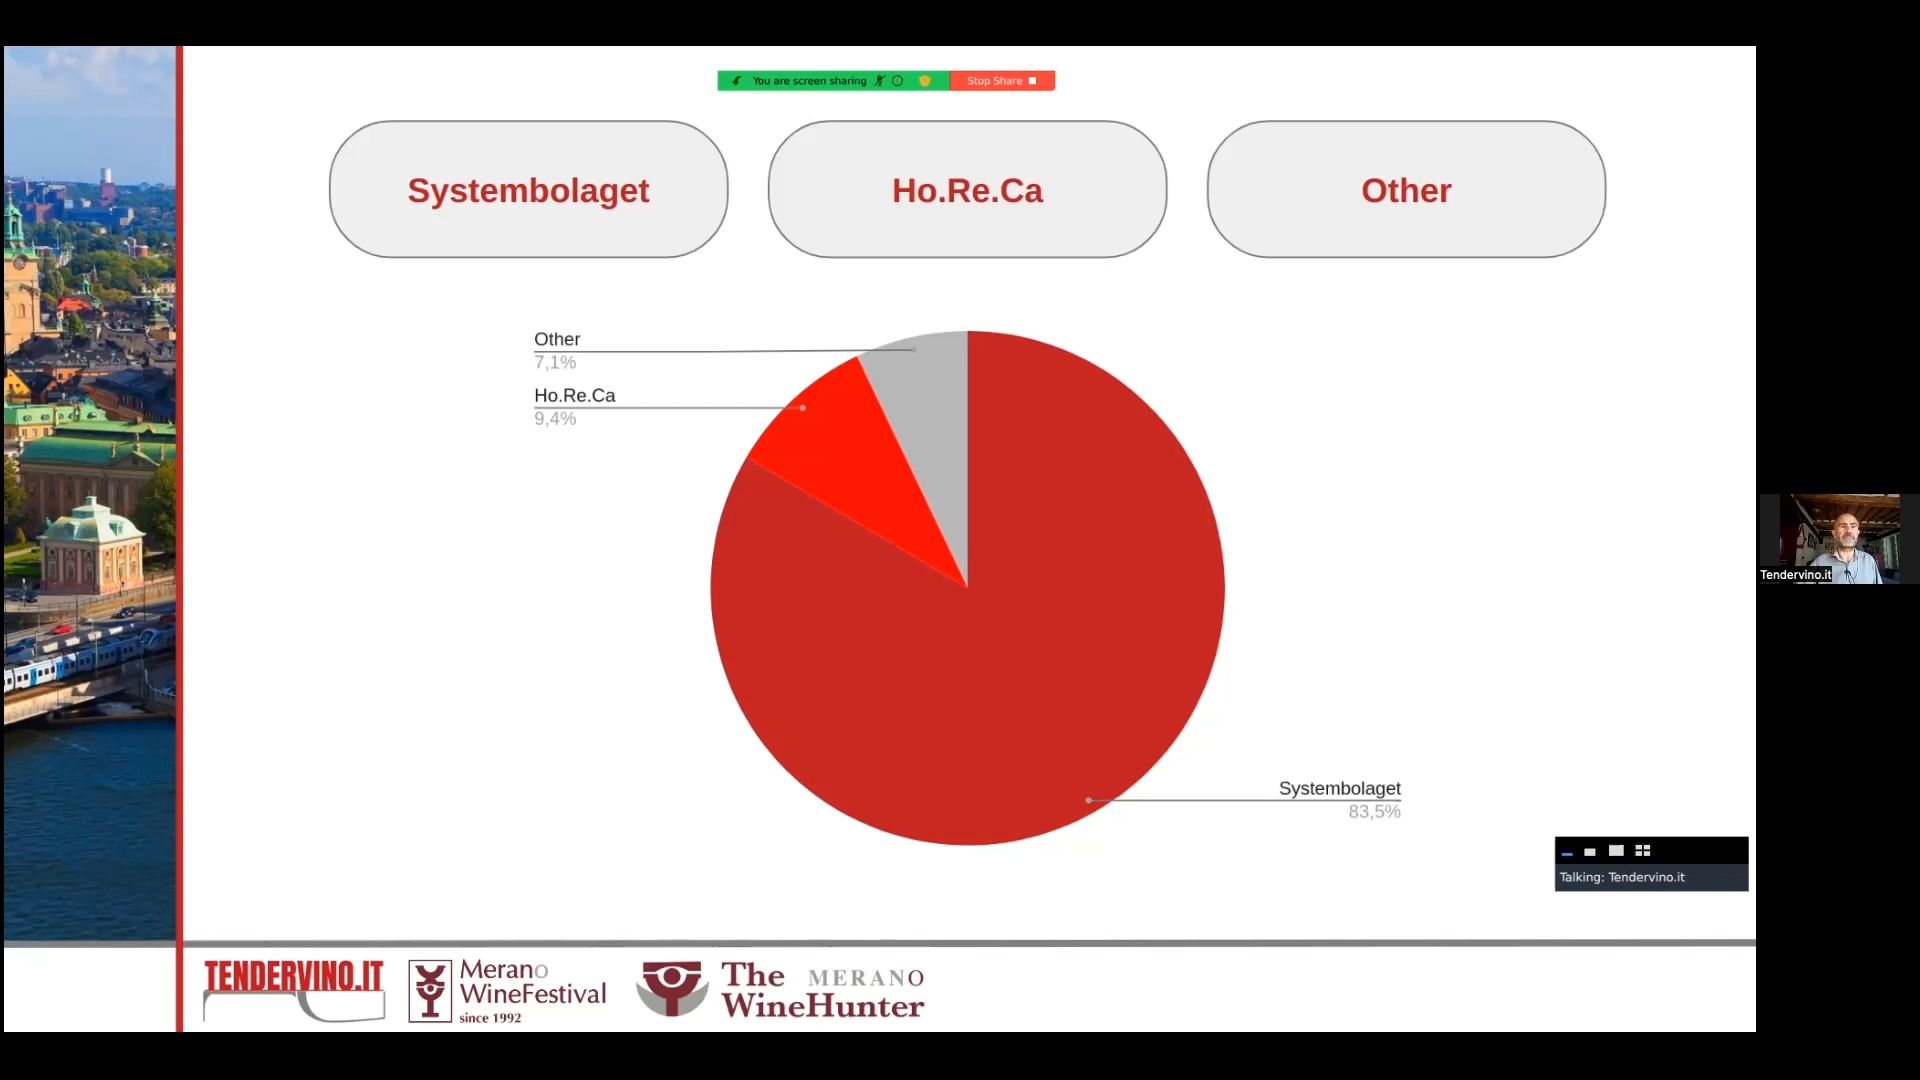 You are screen sharing
Stop Share
Systembolaget
Ho.Re.Ca
Other
Other
7,1%
Ho.Re.Ca
9,4%
Systembolaget
83,5%
Tendervino.it
Talking: Tendervino.it
TENDERVINO.IT
Merano
WineFestival
since 1992
The MERANO
WineHunter